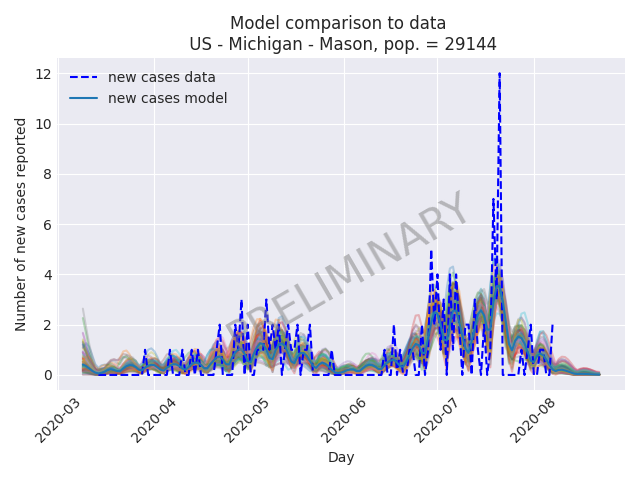 Model comparison to data
US - Michigan - Mason, pop. = 29144
new cases data
new cases model
PRELIMINARY
Number of new cases reported
12
10
8
6
4
2
0
2020-03
2020-04
2020-05
2020-06
2020-07
2020-08
Day